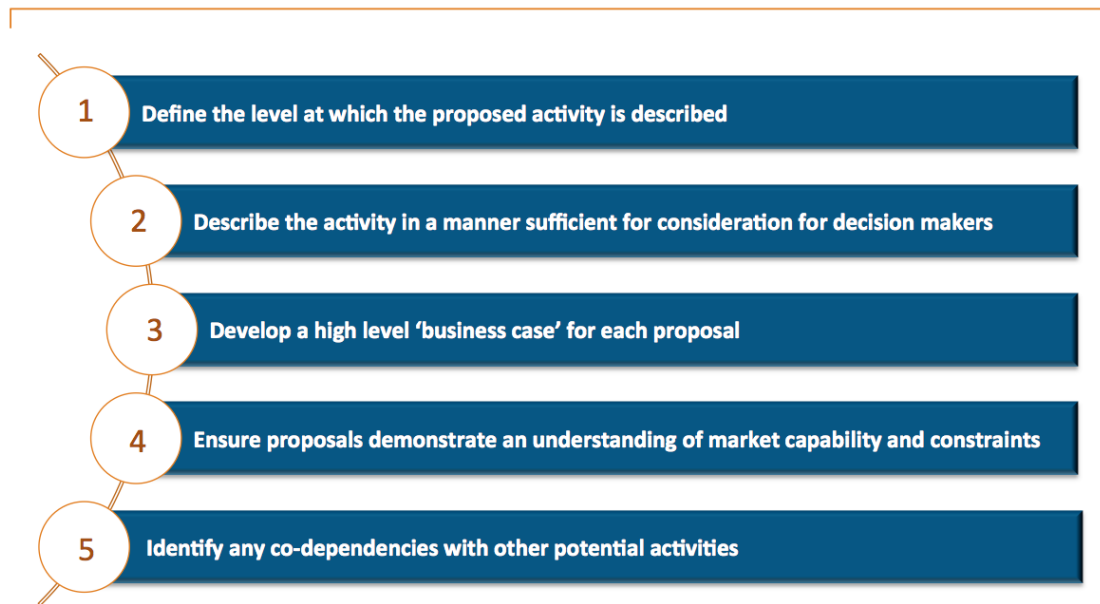 1
Define the level at which the proposed activity is described
2
Describe the activity in a manner sufficient for consideration for decision makers
3
Develop a high level ‘business case’ for each proposal
4
Ensure proposals demonstrate an understanding of market capability and constraints
5
Identify any co-dependencies with other potential activities